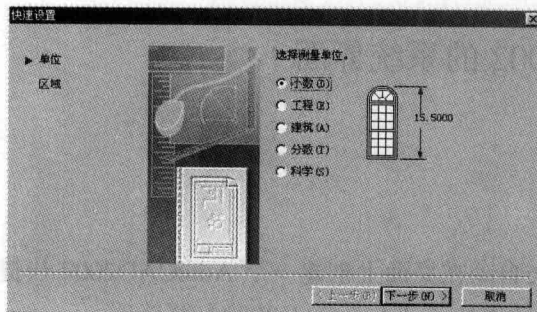 快速设置
单位
区域
选择测量单位。
小数(D)
工程(E)
建筑(A)
分数(T)
科学(S)
15.5000
< 上一步(B)
下一步(N) >
取消